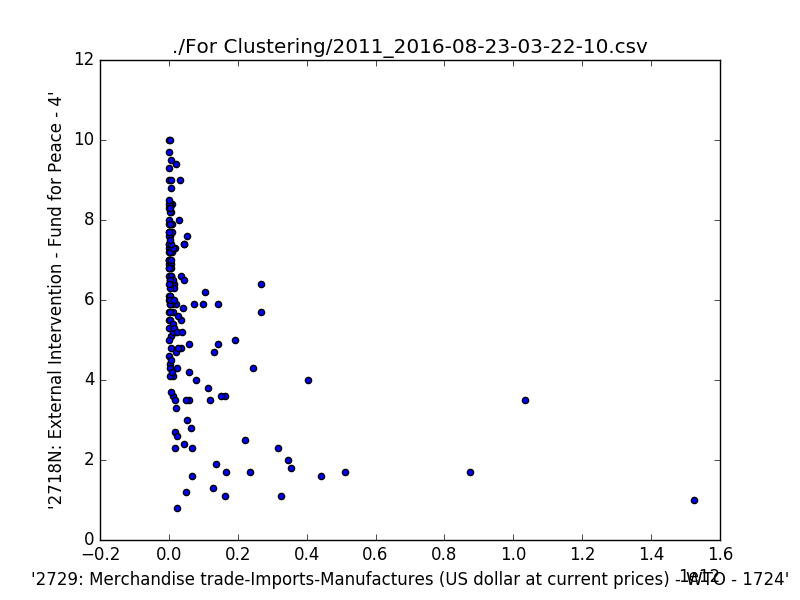 ./For Clustering/2011_2016-08-23-03-22-10.csv
12
10
8
6
4
2
0
'2718N: External Intervention - Fund for Peace - 4'
−0.2 0.0 0.2 0.4 0.6 0.8 1.0 1.2 1.4 1.6
1e12
'2729: Merchandise trade-Imports-Manufactures (US dollar at current prices) - WTO - 1724'